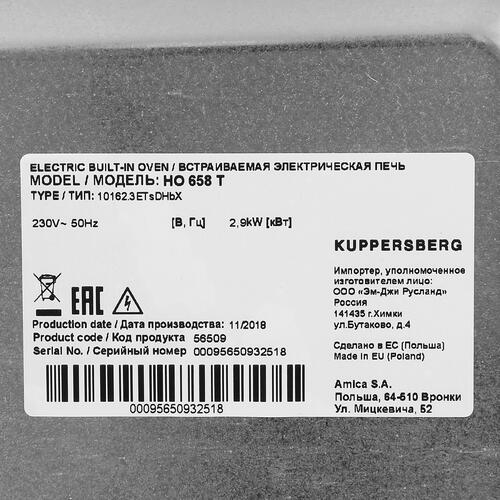 ELECTRIC BUILT-IN OVEN / ВСТРАИВАЕМАЯ ЭЛЕКТРИЧЕСКАЯ ПЕЧЬ
MODEL / МОДЕЛЬ: HO 658 T
TYPE / ТИП: 10162.3ETsDHbX
230V~ 50Hz [В, Гц] 2,9kW [кВт]
KUPPERSBERG
Импортер, уполномоченное
изготовителем лицо:
ООО «Эм-Джи Русланд»
Россия
141435 г.Химки
ул.Бутаково, д.4
EAC
Production date / Дата производства: 11/2018
Product code / Код продукта 56509
Serial No. / Серийный номер 00095650932518
Сделано в ЕС (Польша)
Made in EU (Poland)
00095650932518
Amica S.A.
Польша, 64-510 Вронки
Ул. Мицкевича, 52